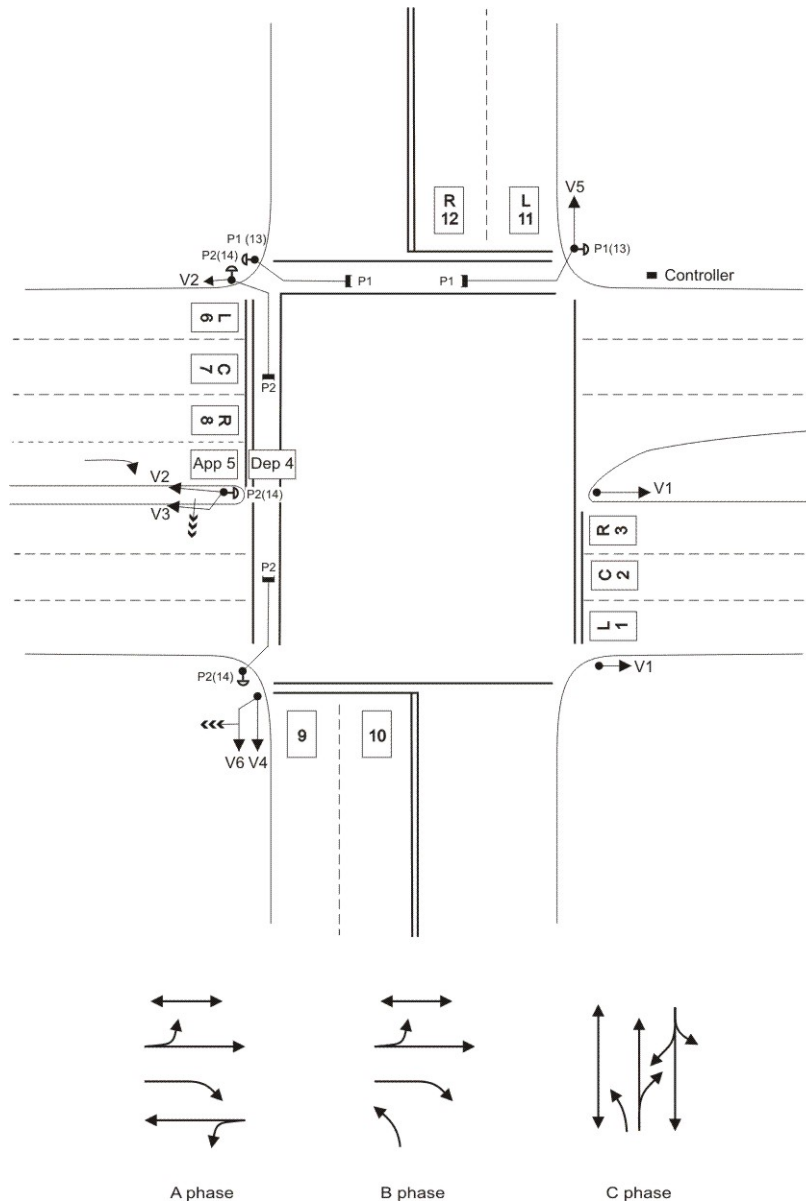 R
12
L
11
V5
P1 (13)
P2(14)
V2
P1
P1
P1(13)
Controller
L
6
C
7
R
8
P2
App 5
Dep 4
V2
P2(14)
V3
V1
R
3
C
2
L
1
P2
P2(14)
V1
9
10
V6
V4
A phase
B phase
C phase